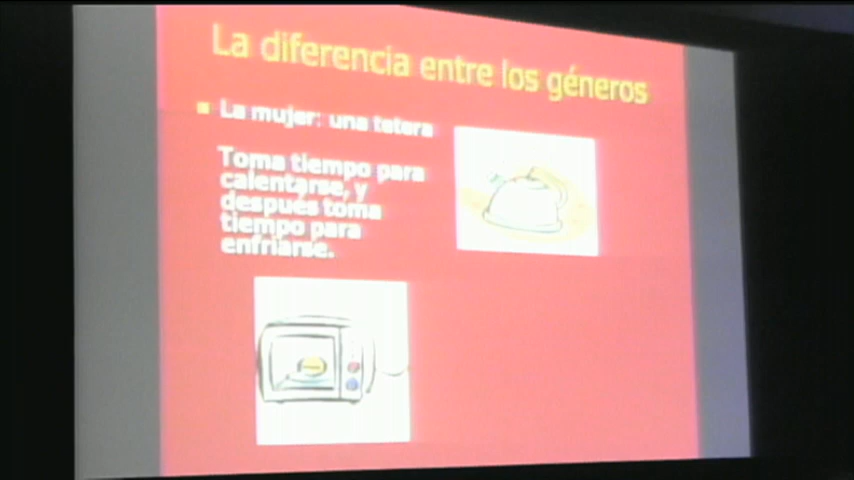 La diferencia entre los géneros
La mujer: una tetera
Toma tiempo para
calentarse, y
después toma
tiempo para
enfriarse.